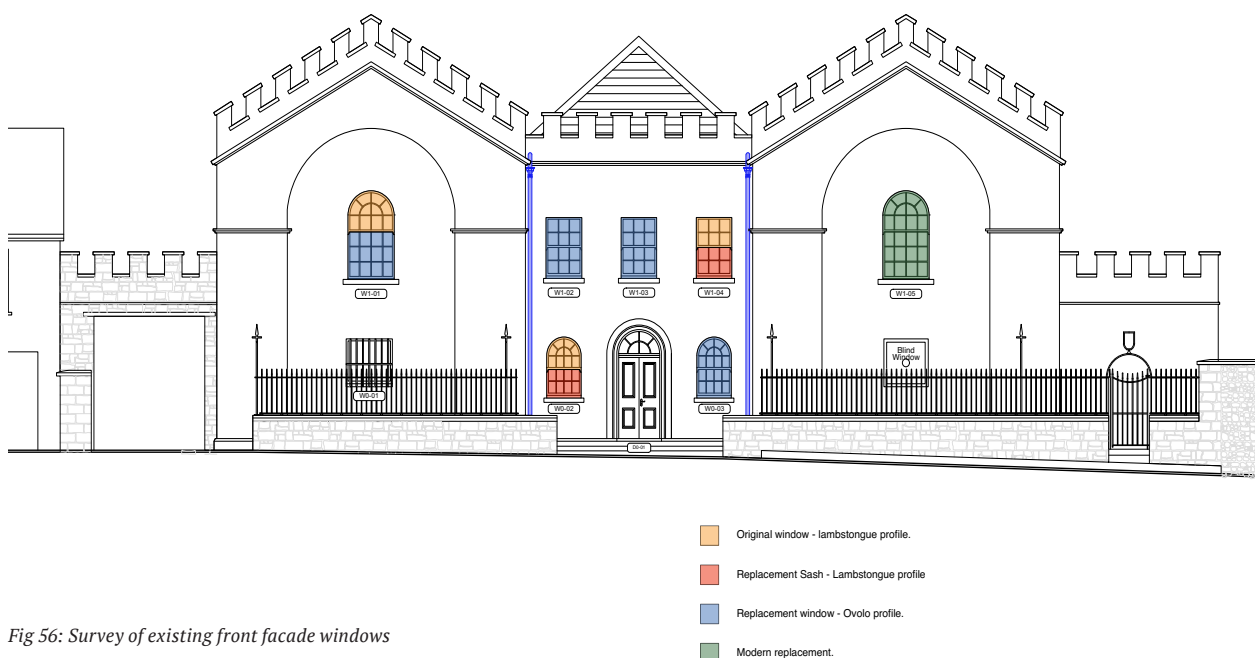 W1-01
W1-02
W1-03
W1-04
W1-05
Blind
Window
W0-01
W0-02
W0-03
D0-01
Original window - lambstongue profile.
Replacement Sash - Lambstongue profile
Replacement window - Ovolo profile.
Modern replacement.
Fig 56: Survey of existing front facade windows